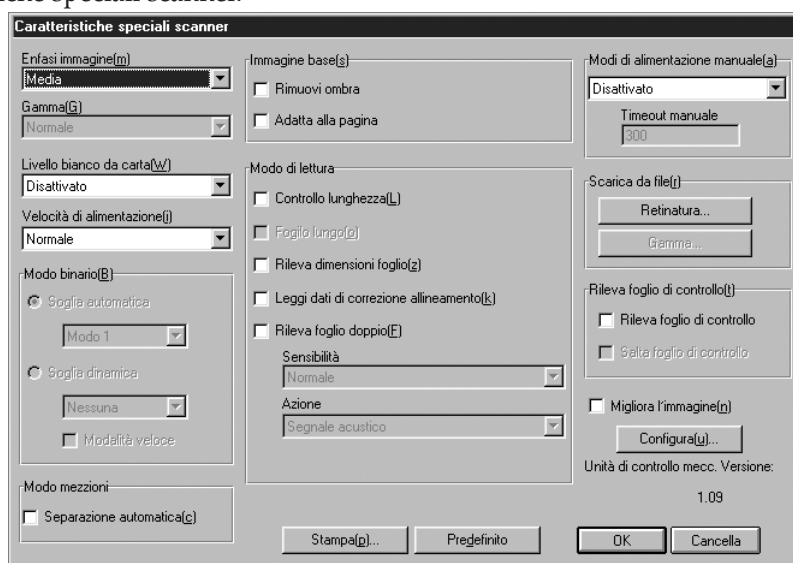 iche speciali scanner.
Caratteristiche speciali scanner
Enfasi immagine(m)
Media
Gamma(G)
Normale
Livello bianco da carta(W)
Disattivato
Velocità di alimentazione(j)
Normale
Modo binario(B)
Soglia automatica
Modo 1
Soglia dinamica
Nessuna
Modalità veloce
Modo mezzioni
Separazione automatica(c)
Immagine base(s)
Rimuovi ombra
Adatta alla pagina
Modo di lettura
Controllo lunghezza(L)
Foglio lungo(o)
Rileva dimensioni foglio(z)
Leggi dati di correzione allineamento(k)
Rileva foglio doppio(F)
Sensibilità
Normale
Azione
Segnale acustico
Modi di alimentazione manuale(a)
Disattivato
Timeout manuale
300
Scarica da file(r)
Retinatura...
Gamma...
Rileva foglio di controllo(t)
Rileva foglio di controllo
Salta foglio di controllo
Migliora l'immagine(n)
Configura(u)...
Unità di controllo mecc. Versione:
1.09
Stampa(p)...
Predefinito
OK
Cancella